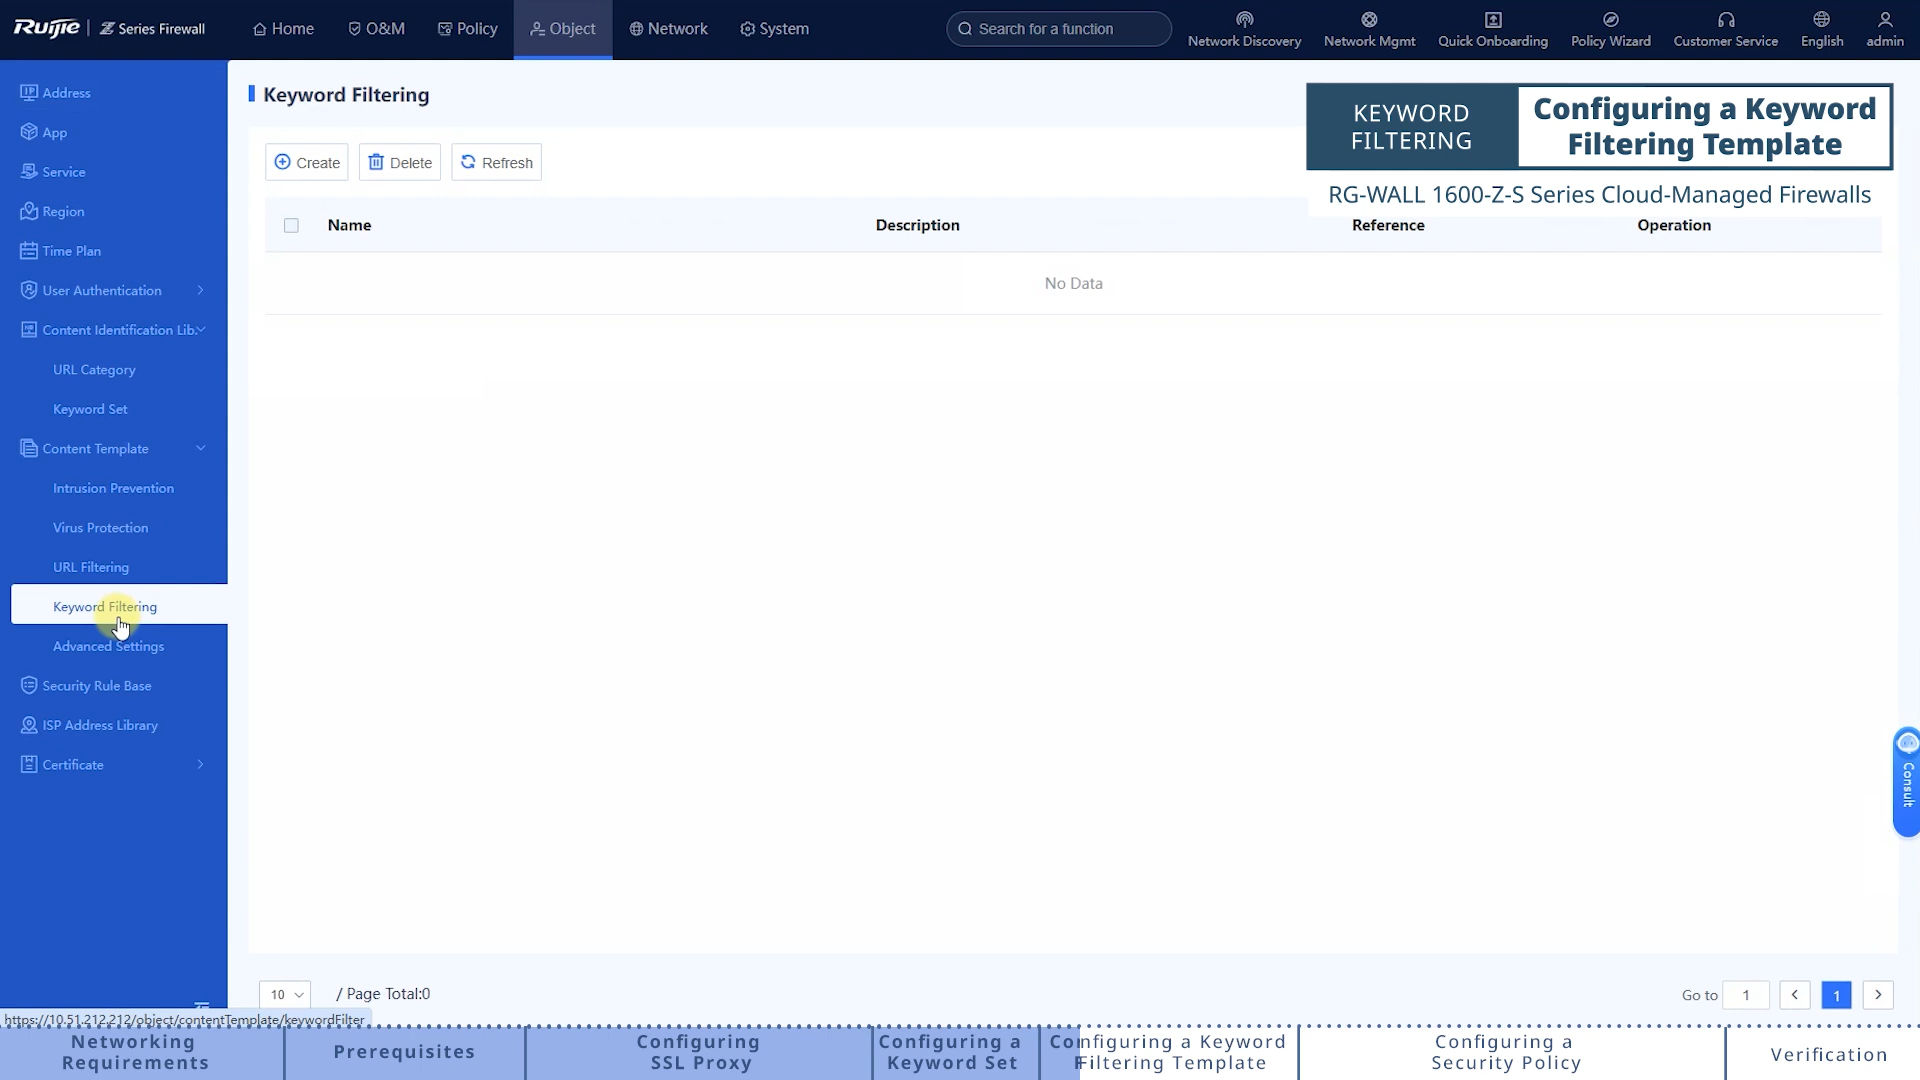 Ruijie | Z Series Firewall
Home
O&M
Policy
Object
Network
System
Search for a function
Network Discovery
Network Mgmt
Quick Onboarding
Policy Wizard
Customer Service
English
admin
Address
App
Service
Region
Time Plan
User Authentication
Content Identification Lib.
URL Category
Keyword Set
Content Template
Intrusion Prevention
Virus Protection
URL Filtering
Keyword Filtering
Advanced Settings
Security Rule Base
ISP Address Library
Certificate
Keyword Filtering
KEYWORD
FILTERING
Configuring a Keyword
Filtering Template
RG-WALL 1600-Z-S Series Cloud-Managed Firewalls
Create
Delete
Refresh
Name
Description
Reference
Operation
No Data
Consult
10
/ Page Total:0
Go to
1
1
https://10.51.212.212/object/contentTemplate/keywordFilter
Networking
Requirements
Prerequisites
Configuring
SSL Proxy
Configuring a
Keyword Set
Configuring a Keyword
Filtering Template
Configuring a
Security Policy
Verification